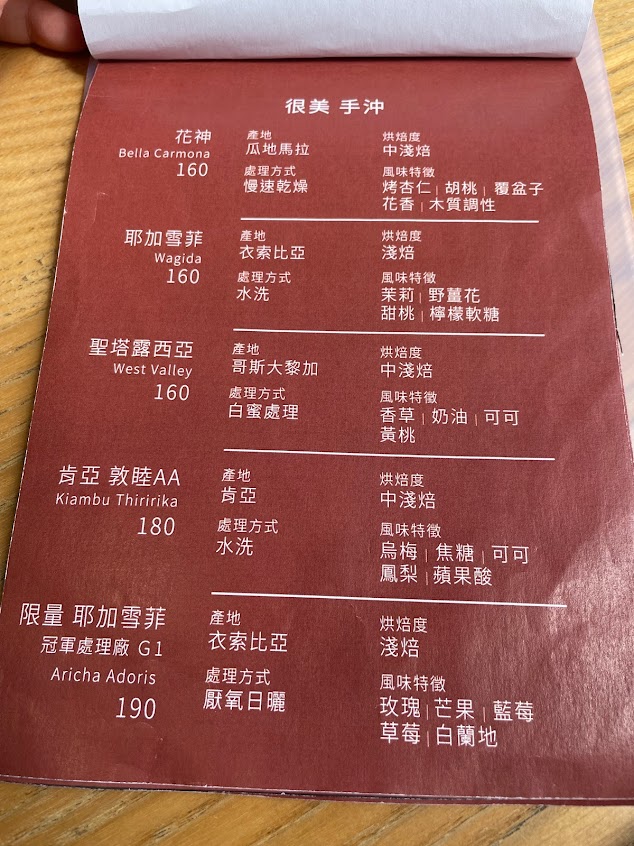 很美 手沖
花神
Bella Carmona
160
產地
瓜地馬拉
處理方式
慢速乾燥
烘焙度
中淺焙
風味特徵
烤杏仁 | 胡桃 | 覆盆子
花香 | 木質調性
耶加雪菲
Wagida
160
產地
衣索比亞
處理方式
水洗
烘焙度
淺焙
風味特徵
茉莉 | 野薑花
甜桃 | 檸檬軟糖
聖塔露西亞
West Valley
160
產地
哥斯大黎加
處理方式
白蜜處理
烘焙度
中淺焙
風味特徵
香草 | 奶油 | 可可
黃桃
肯亞 敦睦AA
Kiambu Thiririka
180
產地
肯亞
處理方式
水洗
烘焙度
中淺焙
風味特徵
烏梅 | 焦糖 | 可可
鳳梨 | 蘋果酸
限量 耶加雪菲
冠軍處理廠 G1
Aricha Adoris
190
產地
衣索比亞
處理方式
厭氧日曬
烘焙度
淺焙
風味特徵
玫瑰 | 芒果 | 藍莓
草莓 | 白蘭地